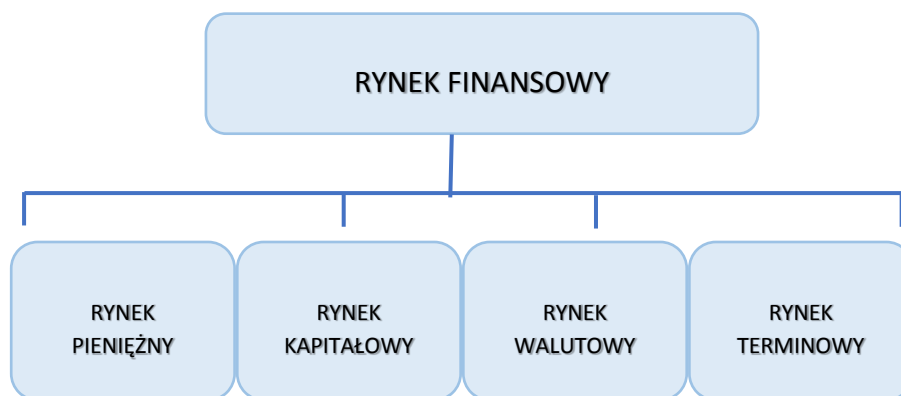 RYNEK FINANSOWY
RYNEK
PIENIĘŻNY
RYNEK
KAPITAŁOWY
RYNEK
WALUTOWY
RYNEK
TERMINOWY